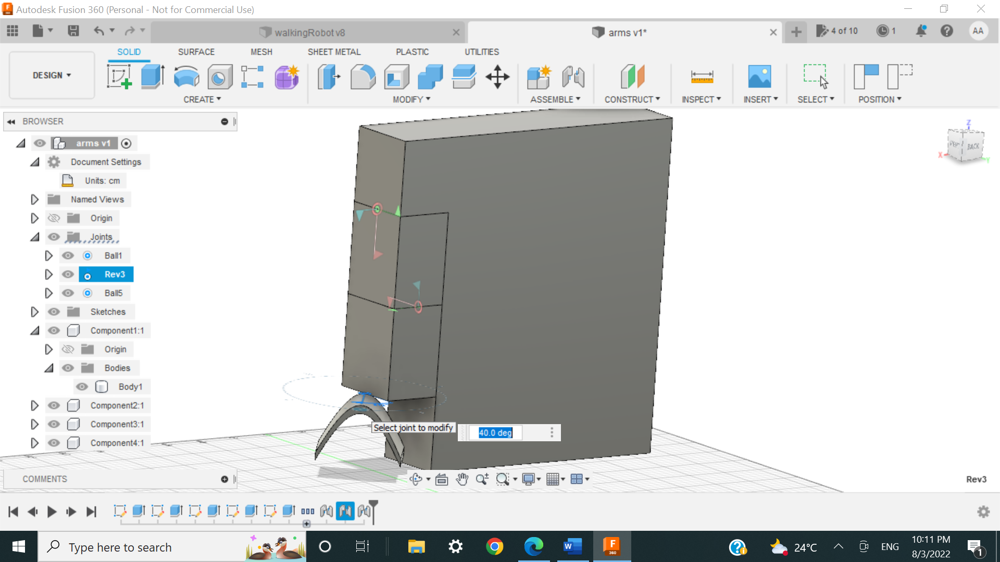 Autodesk Fusion 360 (Personal - Not for Commercial Use)
walkingRobot v8
arms v1*
4 of 10
1
AA
DESIGN
SOLID
SURFACE
MESH
SHEET METAL
PLASTIC
UTILITIES
CREATE
MODIFY
ASSEMBLE
CONSTRUCT
INSPECT
INSERT
SELECT
POSITION
BROWSER
arms v1
Document Settings
Units: cm
Named Views
Origin
Joints
Ball1
Rev3
Ball5
Sketches
Component1:1
Origin
Bodies
Body1
Component2:1
Component3:1
Component4:1
Z
BACK
X
Y
Select joint to modify
40.0 deg
COMMENTS
Rev3
Type here to search
W
F
360
24°C
ENG
10:11 PM
8/3/2022
1